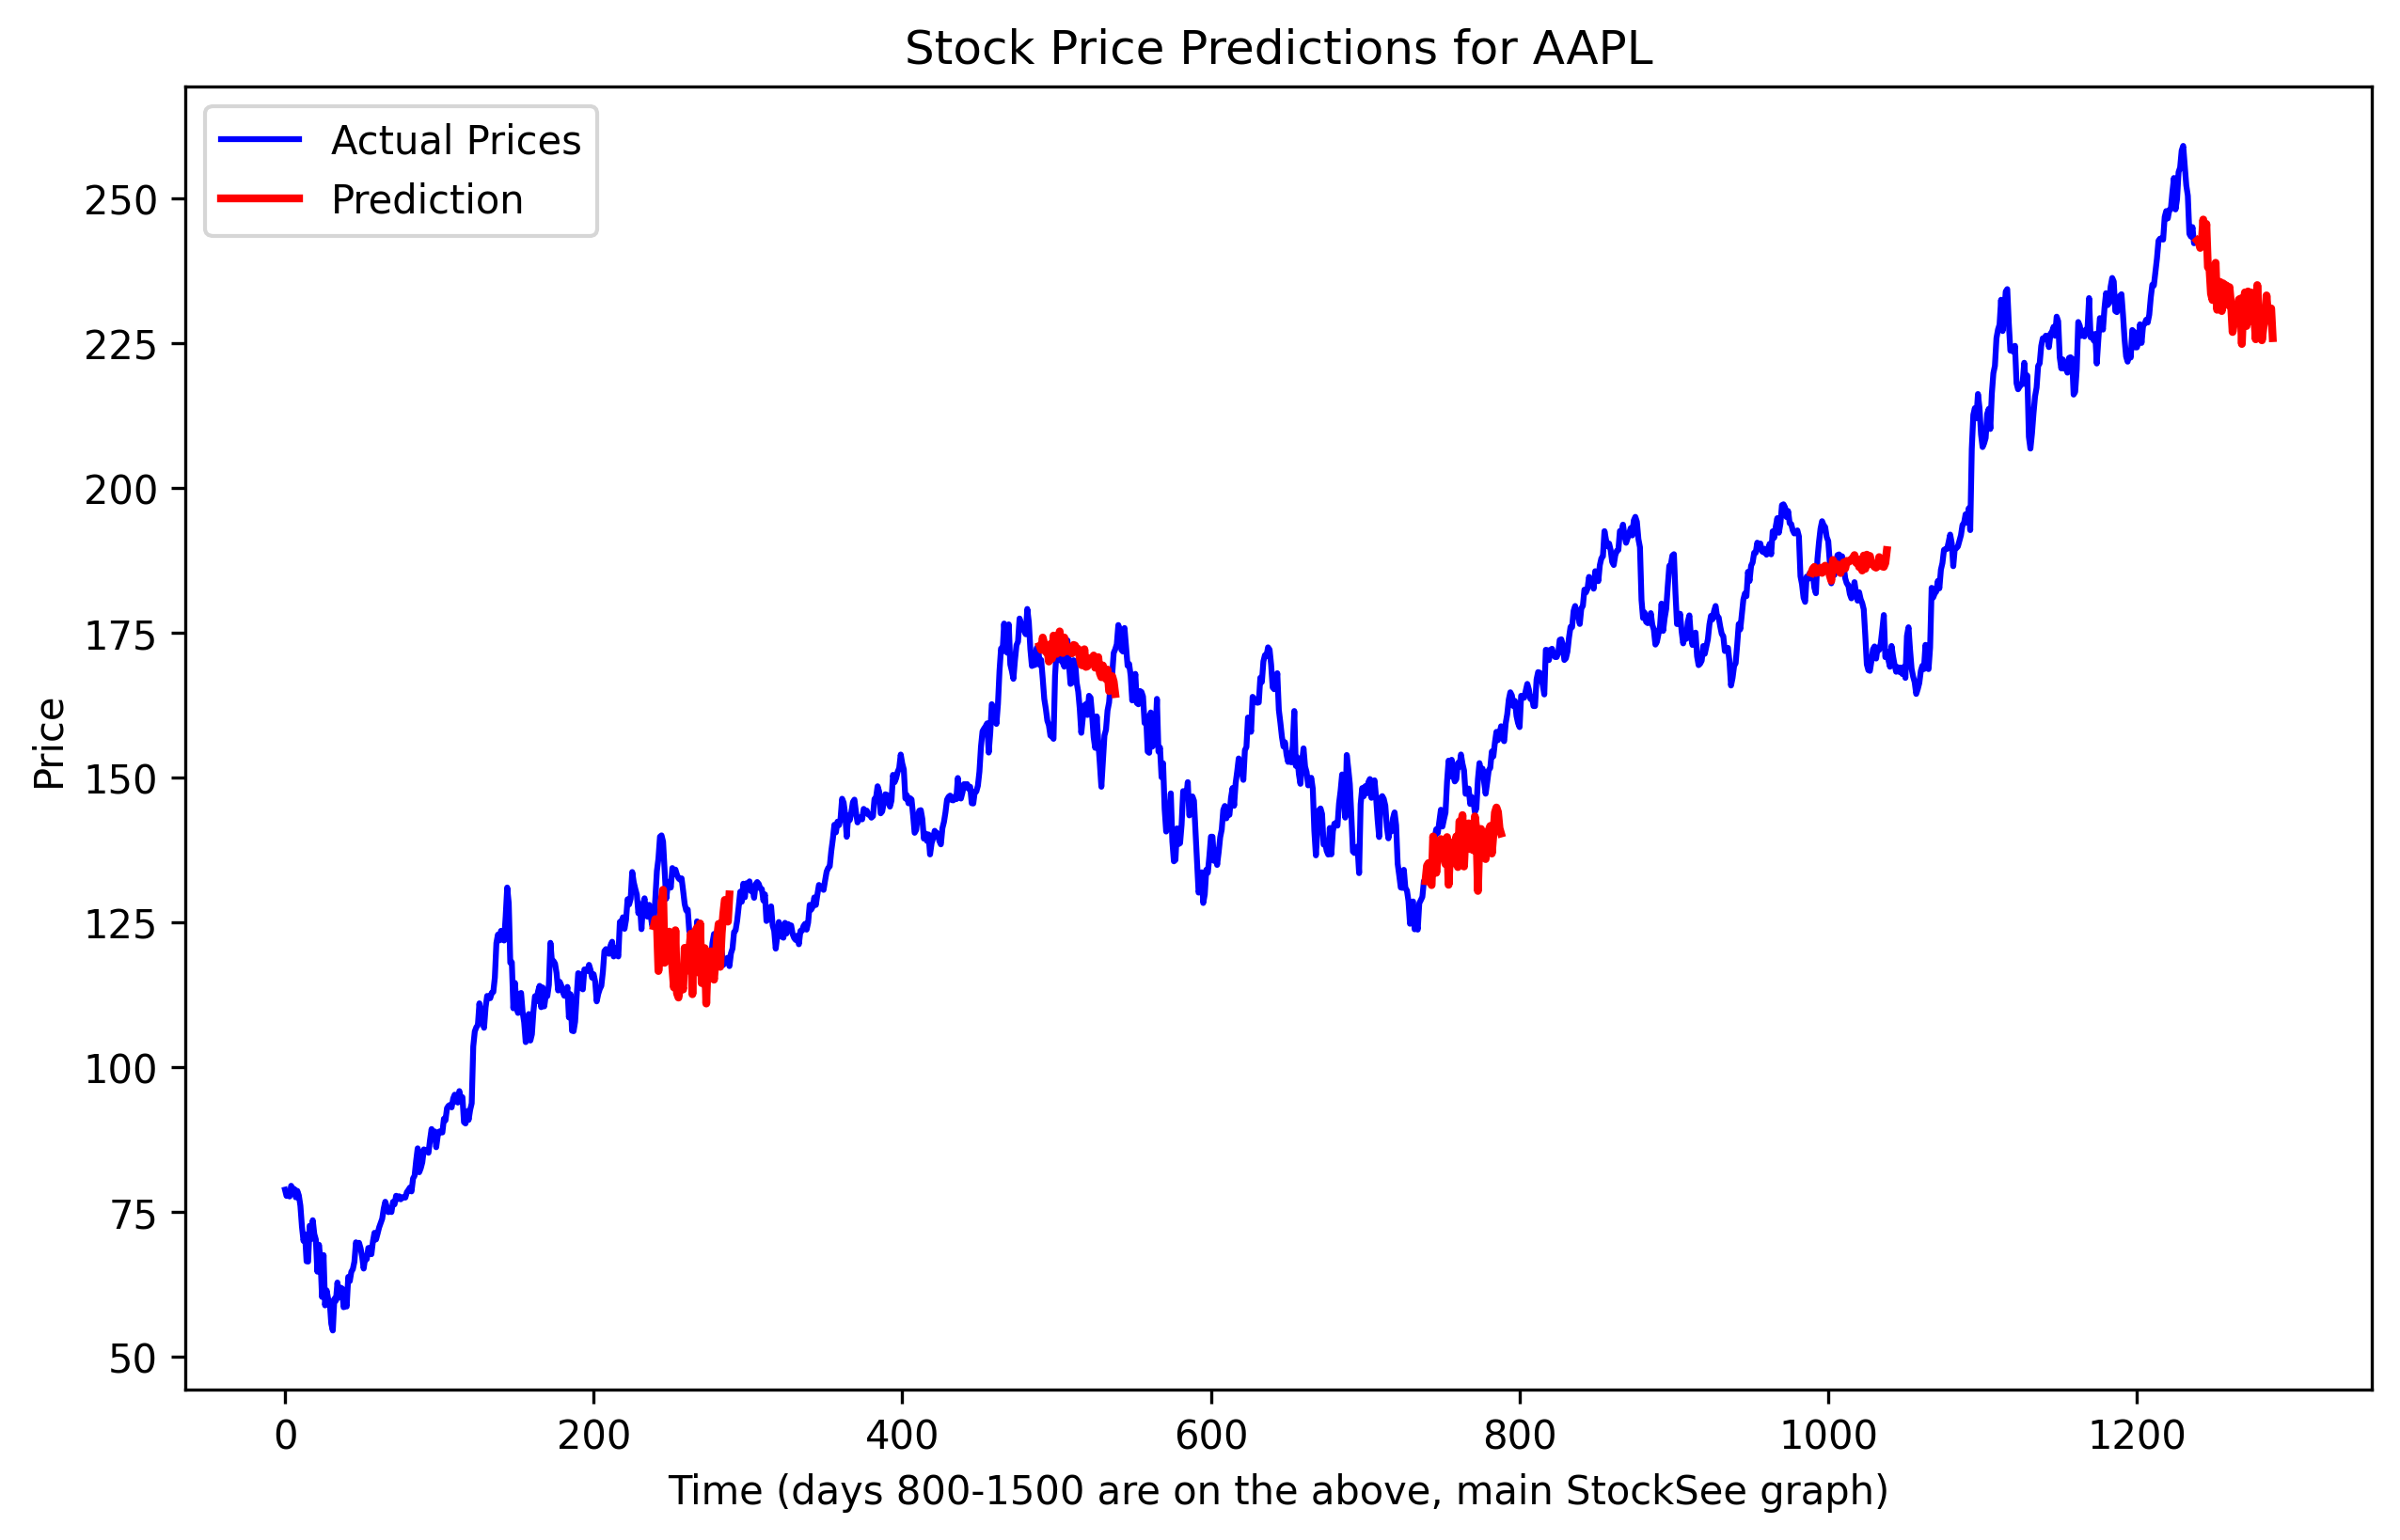 Stock Price Predictions for AAPL
Actual Prices
Prediction
Price
250
225
200
175
150
125
100
75
50
0 200 400 600 800 1000 1200
Time (days 800-1500 are on the above, main StockSee graph)